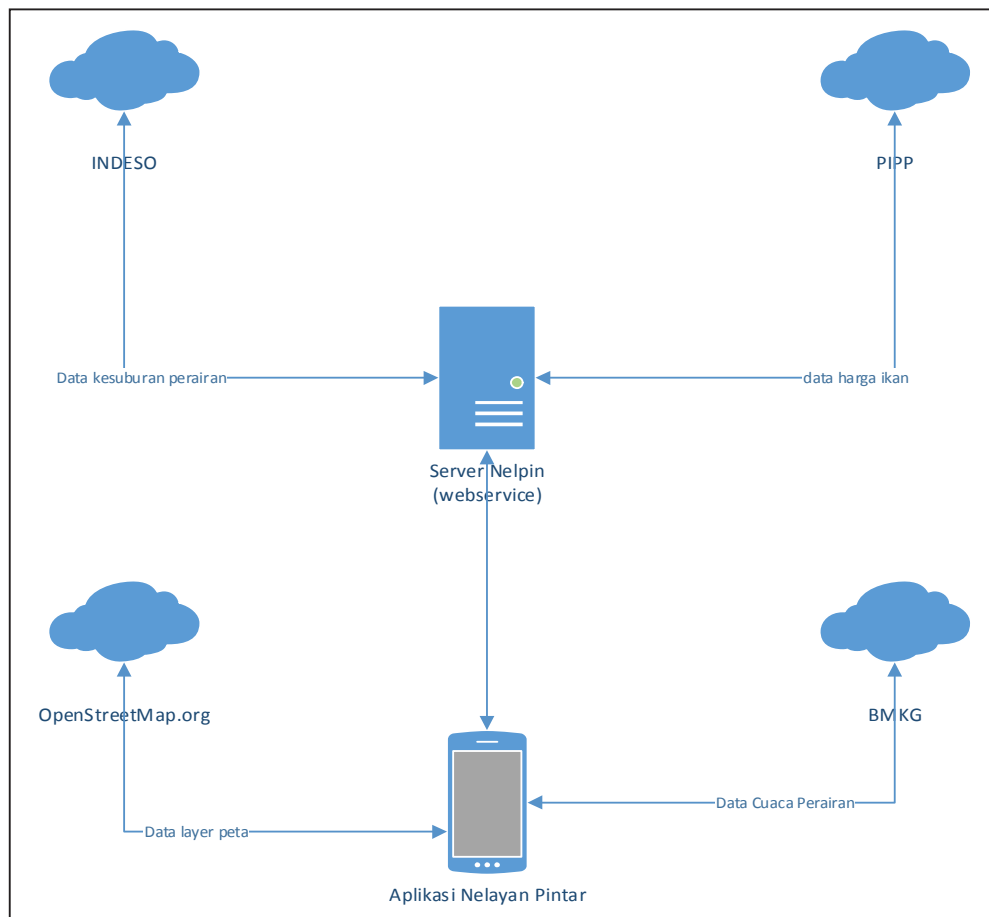 INDESO
PIPP
Data kesuburan perairan
data harga ikan
Server Nelpin
(webservice)
OpenStreetMap.org
BMKG
Data Cuaca Perairan
Data layer peta
Aplikasi Nelayan Pintar